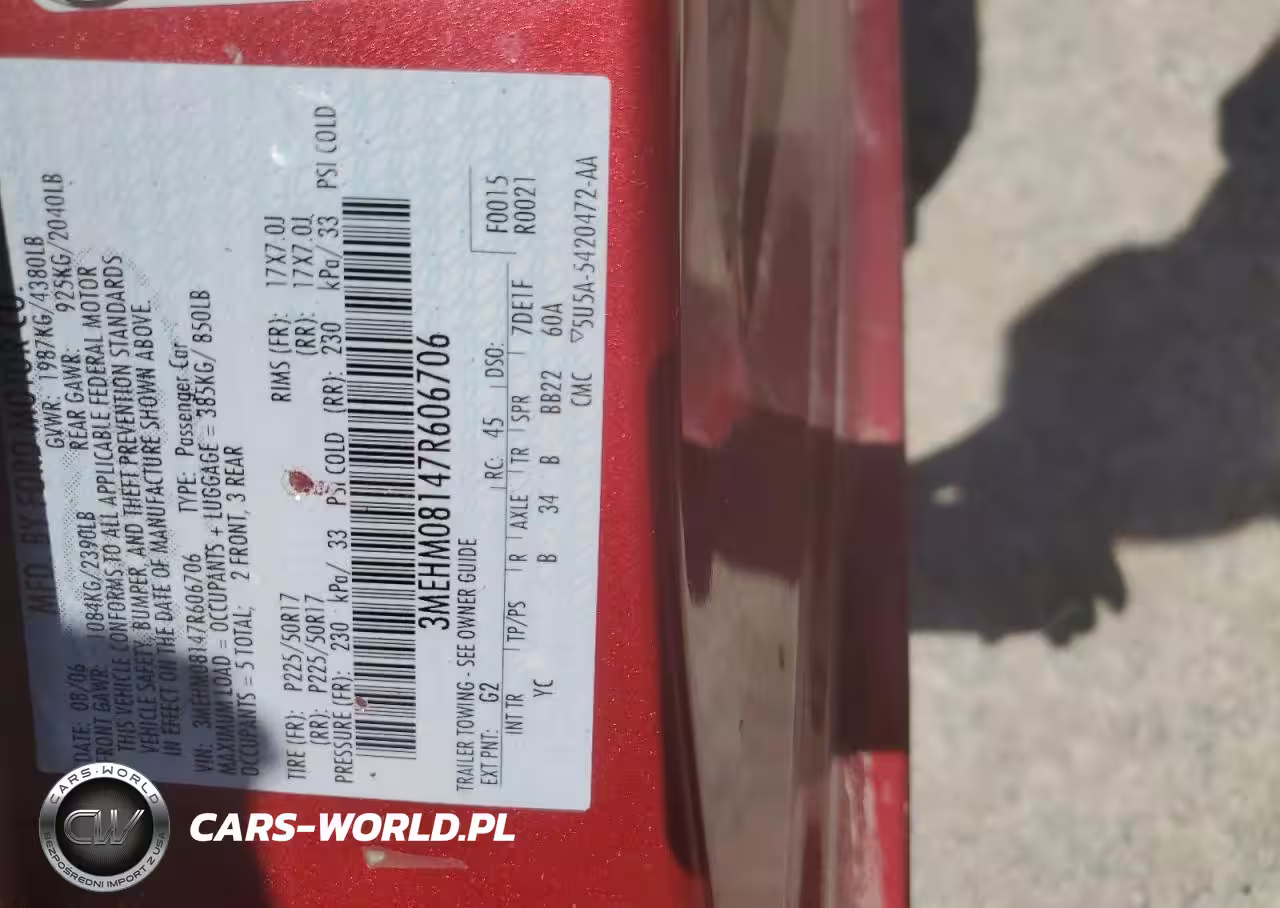 MFD. BY FORD MOTOR CO.
DATE: 08/06 GVWR: 1987KG/4380LB
FRONT GAWR: 1084KG/2390LB REAR GAWR: 925KG/2040LB
THIS VEHICLE CONFORMS TO ALL APPLICABLE FEDERAL MOTOR
VEHICLE SAFETY, BUMPER, AND THEFT PREVENTION STANDARDS
IN EFFECT ON THE DATE OF MANUFACTURE SHOWN ABOVE.
VIN: 3MEHM08147R606706 TYPE: Passenger Car
MAXIMUM LOAD = OCCUPANTS + LUGGAGE = 385KG/ 850LB
OCCUPANTS = 5 TOTAL, 2 FRONT, 3 REAR
TIRE (FR): P225/50R17 RIMS (FR): 17X7.0J
(RR): P225/50R17 (RR): 17X7.0J
PRESSURE (FR): 230 kPa/ 33 PSI COLD (RR): 230 kPa/ 33 PSI COLD
3MEHM08147R606706
TRAILER TOWING - SEE OWNER GUIDE
F0015
EXT PNT: G2 RC: 45 DSO: R0021
INT TR TP/PS R AXLE TR SPR 7DE1F
YC B 34 B BB22 60A
CMC ▽5U5A-5420472-AA
CARS-WORLD
CW
BEZPOŚREDNI IMPORT Z USA
CARS-WORLD.PL